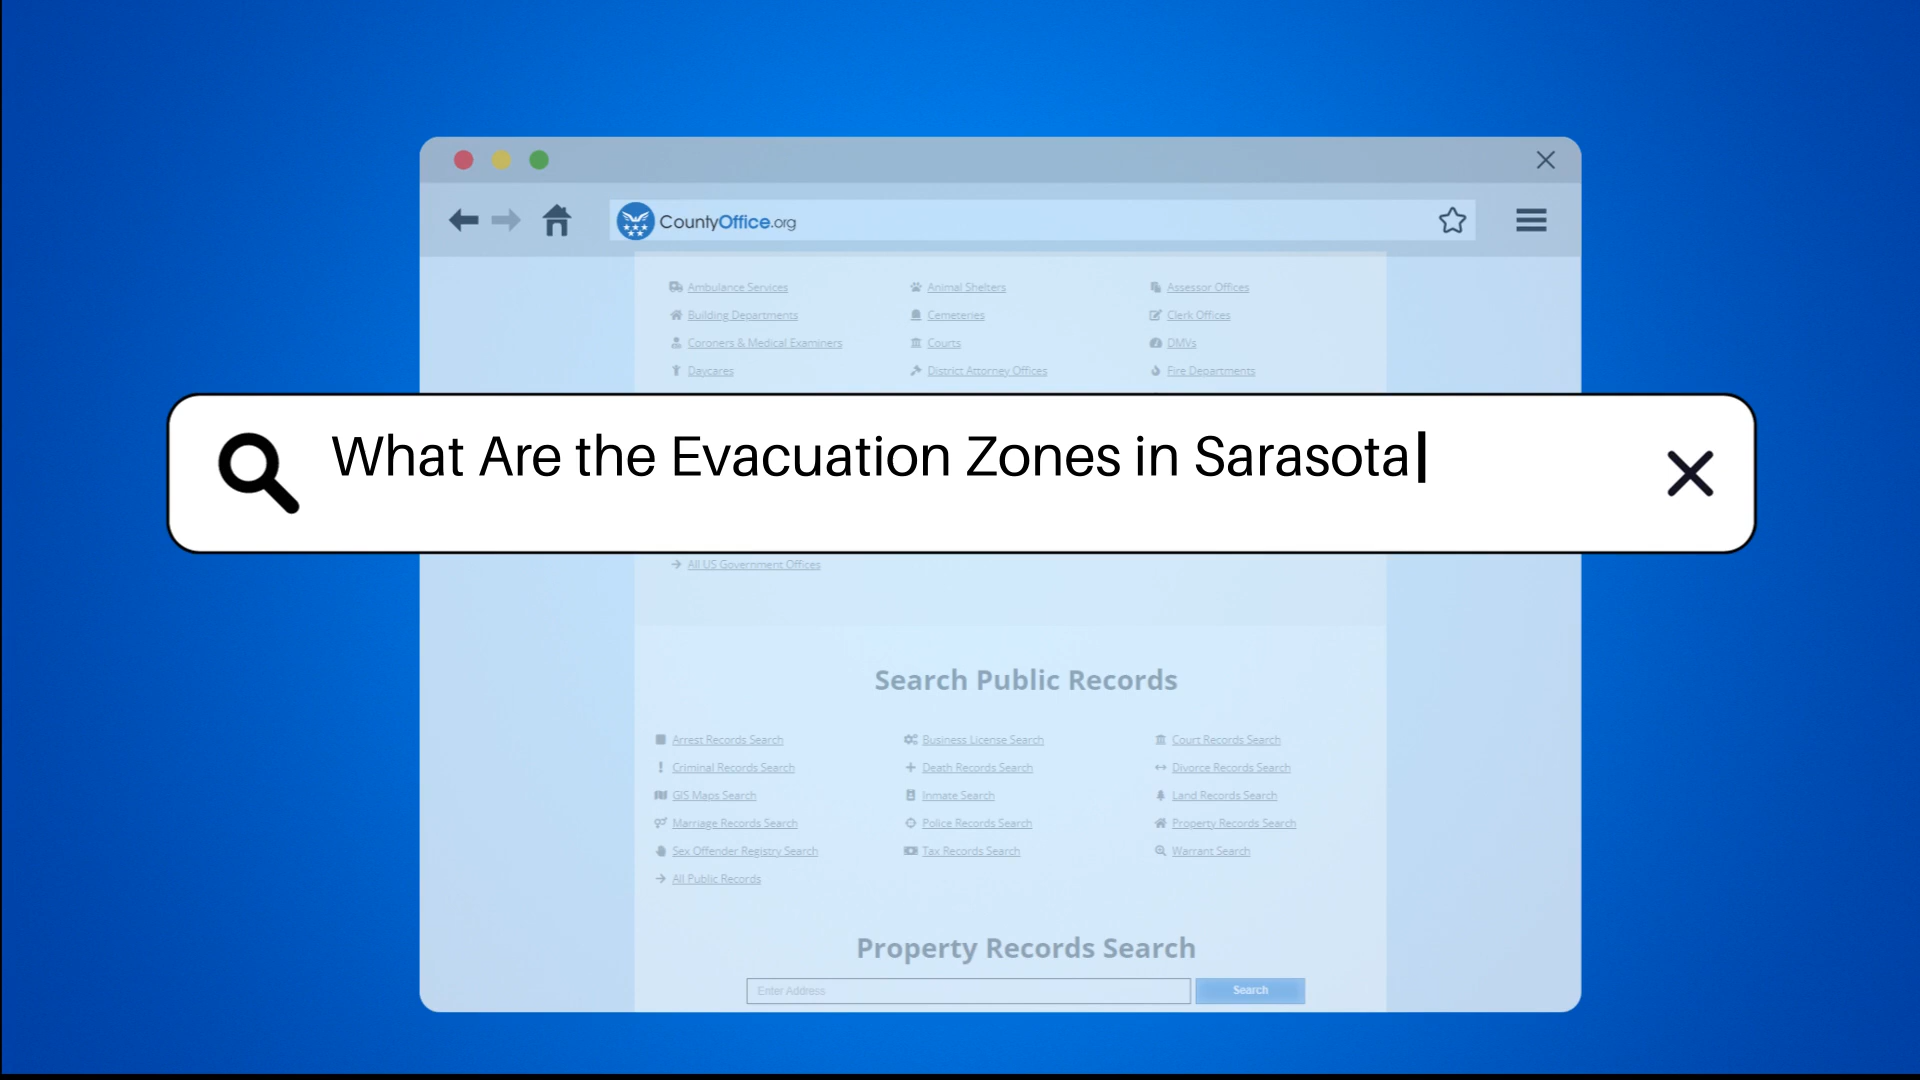 CountyOffice.org
Ambulance Services Animal Shelters Assessor Offices
Building Departments Cemeteries Clerk Offices
Coroners & Medical Examiners Courts DMVs
Daycares District Attorney Offices Fire Departments
What Are the Evacuation Zones in Sarasota
All US Government Offices
Search Public Records
Arrest Records Search Business License Search Court Records Search
Criminal Records Search Death Records Search Divorce Records Search
GIS Maps Search Inmate Search Land Records Search
Marriage Records Search Police Records Search Property Records Search
Sex Offender Registry Search Tax Records Search Warrant Search
All Public Records
Property Records Search
Enter Address Search